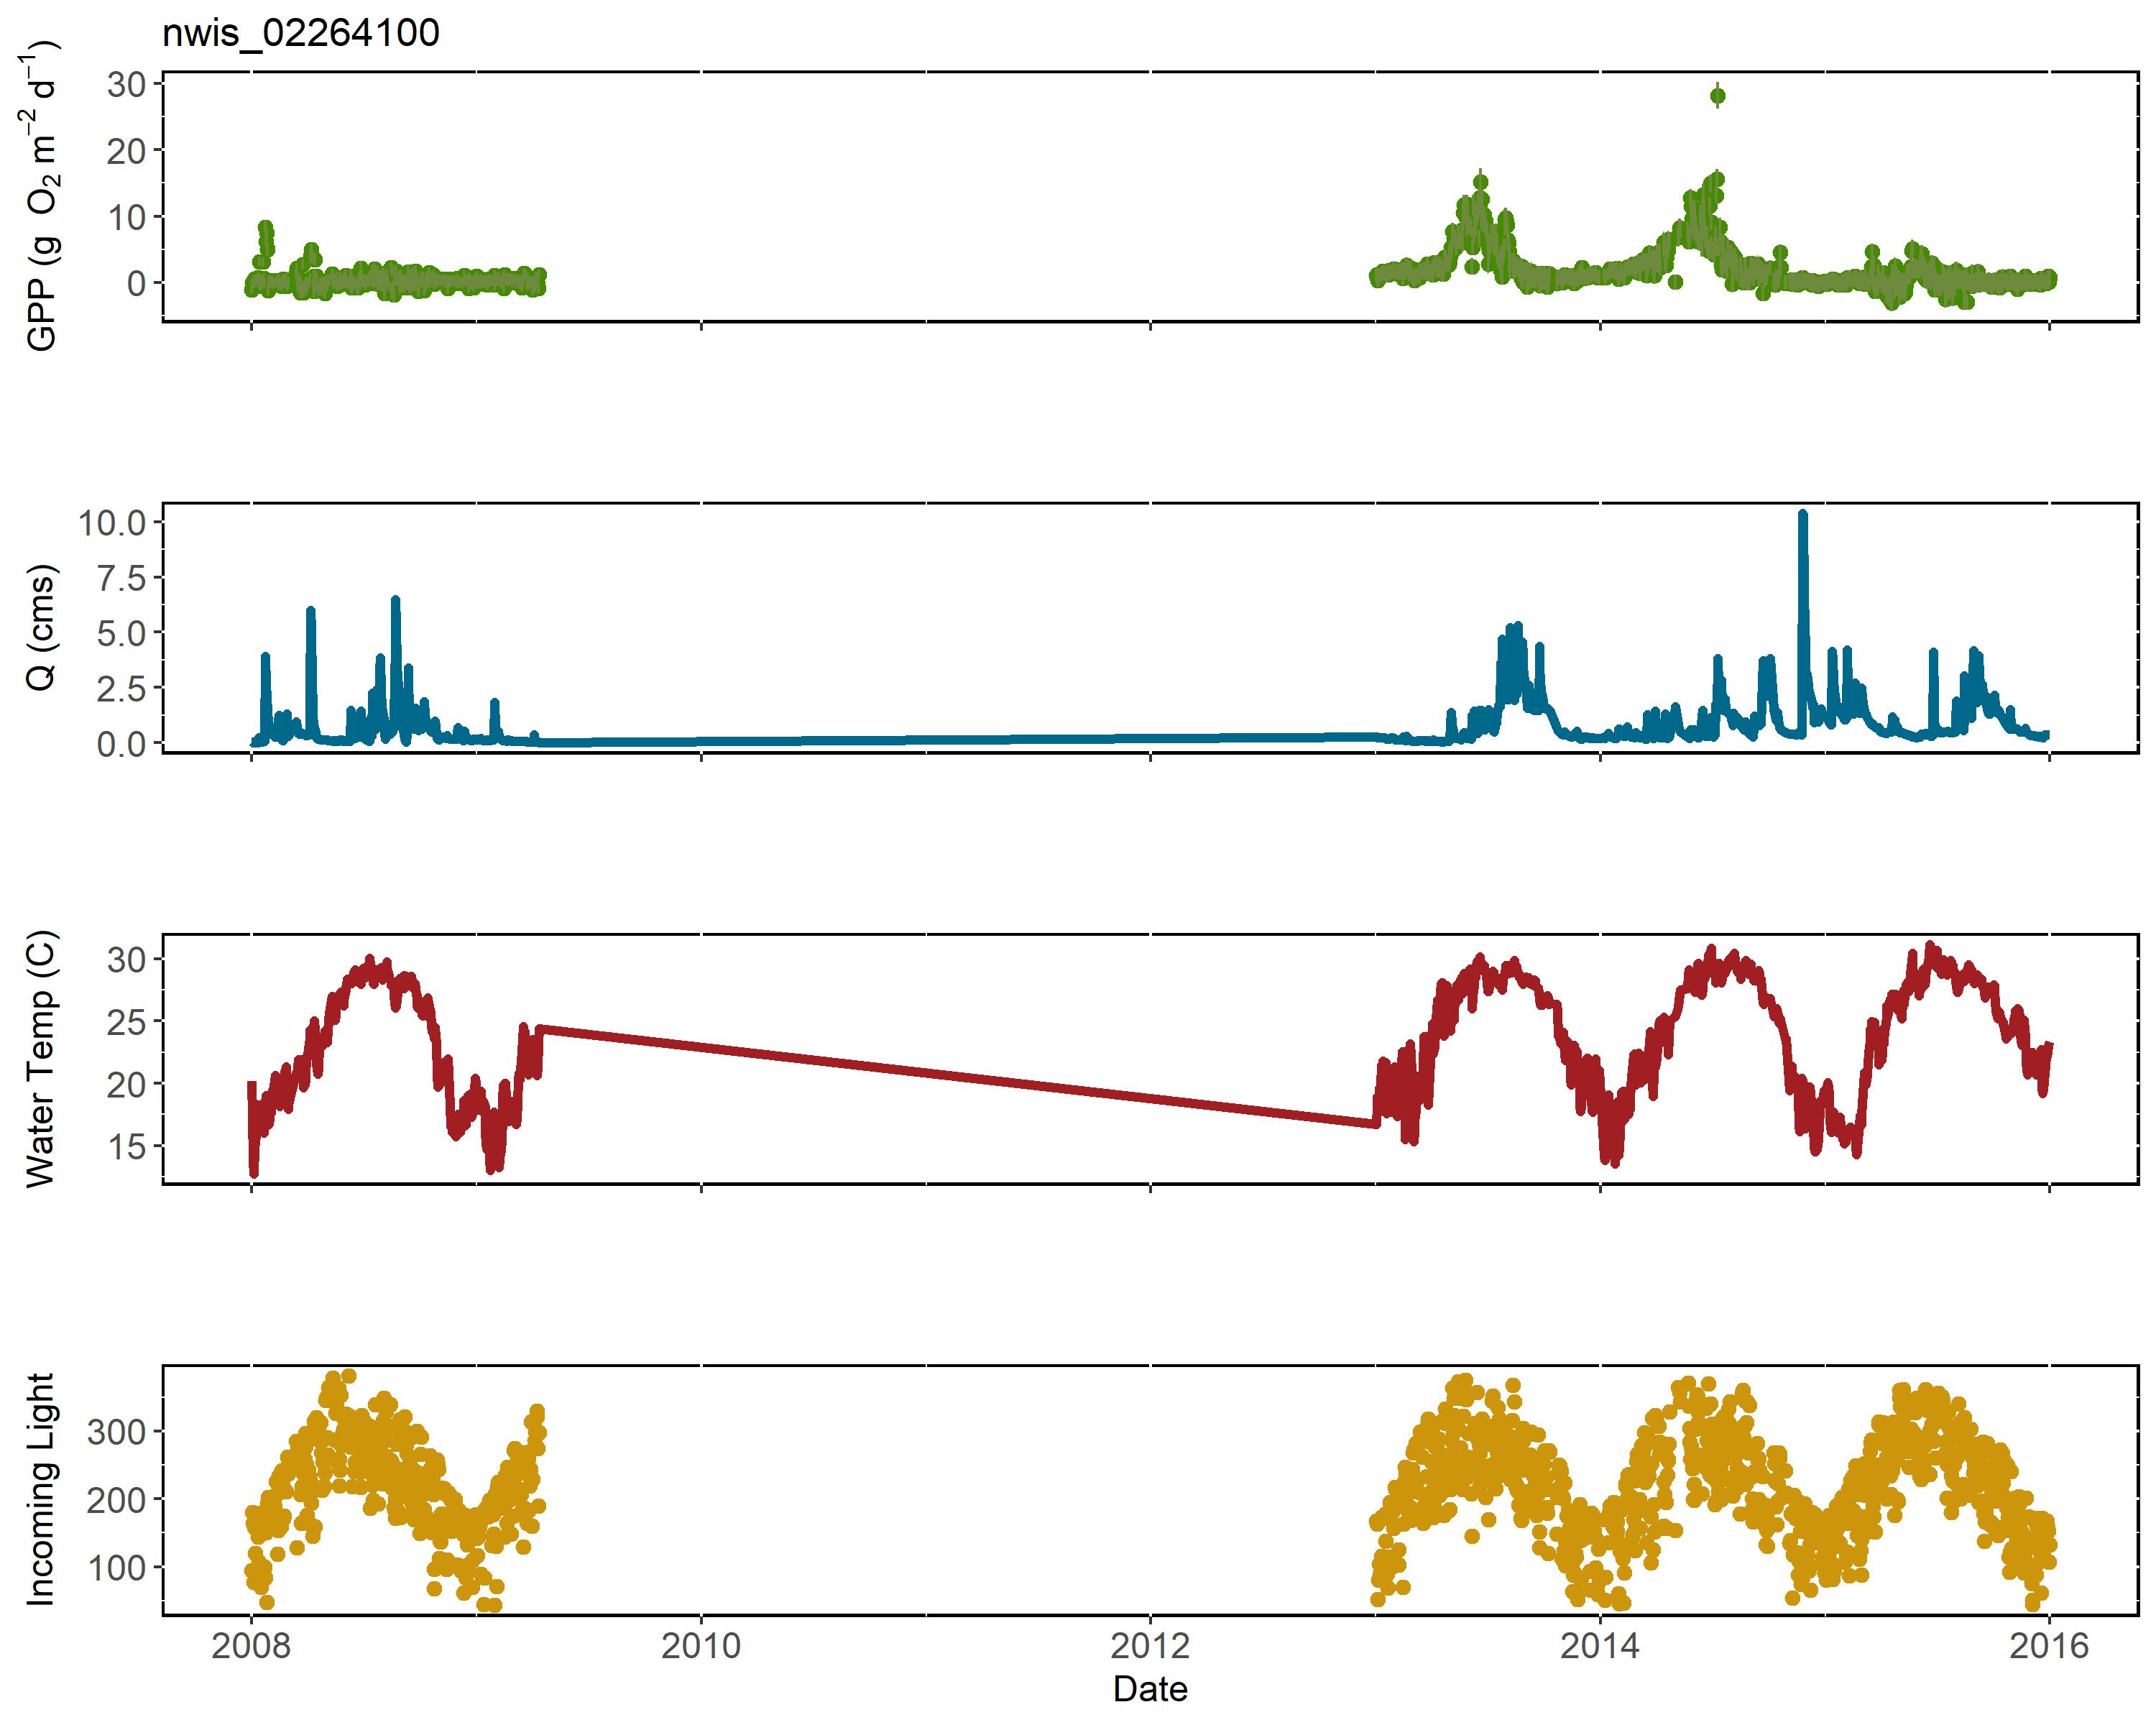 nwis_02264100
GPP (g O₂ m⁻² d⁻¹)
30
20
10
0
Q (cms)
10.0
7.5
5.0
2.5
0.0
Water Temp (C)
30
25
20
15
Incoming Light
300
200
100
2008 2010 2012 2014 2016
Date